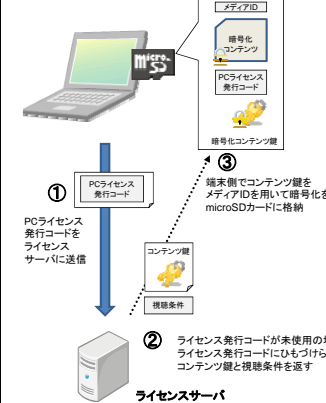 メディアID
暗号化
コンテンツ
micro
SD
PCライセンス
発行コード
暗号化コンテンツ鍵
①
PCライセンス
発行コード
③
端末側でコンテンツ鍵を
メディアIDを用いて暗号化を
microSDカードに格納
PCライセンス
発行コードを
ライセンス
サーバに送信
コンテンツ鍵
視聴条件
②
ライセンス発行コードが未使用の
ライセンス発行コードにひもづけら
コンテンツ鍵と視聴条件を返す
ライセンスサーバ